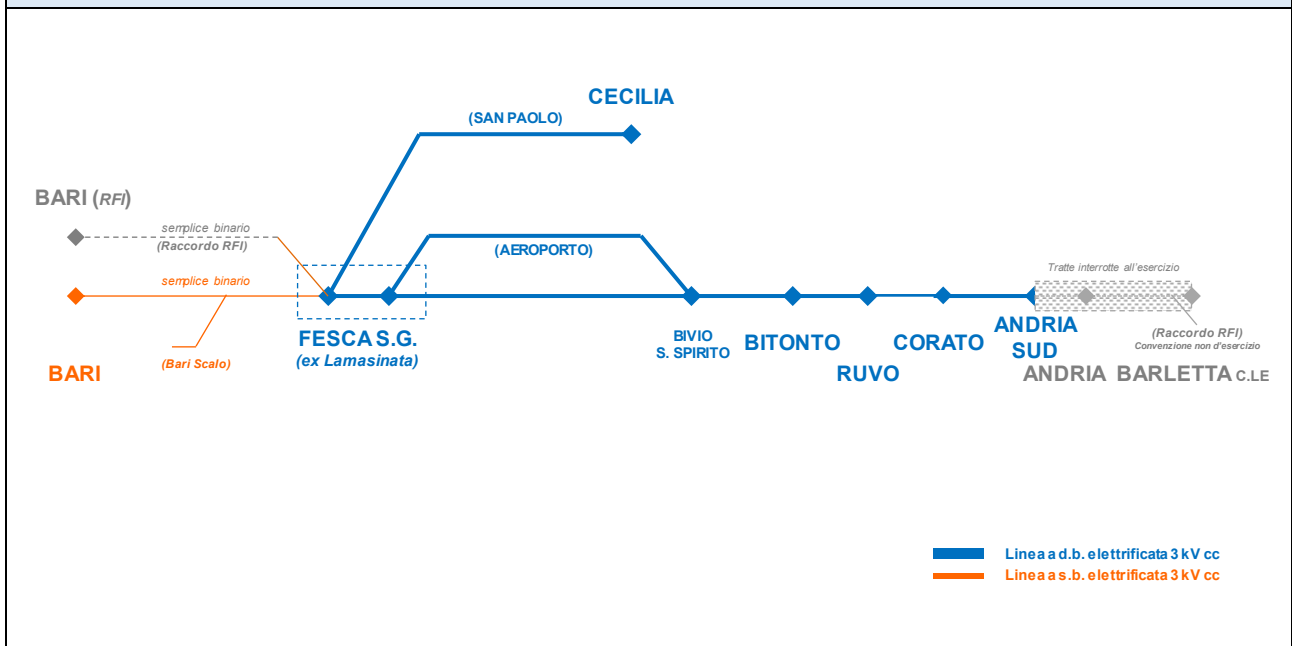 CECILIA
(SAN PAOLO)
BARI (RFI)
semplice binario
(Raccordo RFI)
(AEROPORTO)
semplice binario
Tratte interrotte all'esercizio
FESCA S.G.
(ex Lamasinata)
(Bari Scalo)
BARI
BIVIO
S. SPIRITO
BITONTO
RUVO
CORATO
ANDRIA
SUD
(Raccordo RFI)
Convenzione non d'esercizio
ANDRIA
BARLETTA C.LE
Linea a d.b. elettrificata 3 kV cc
Linea a s.b. elettrificata 3 kV cc